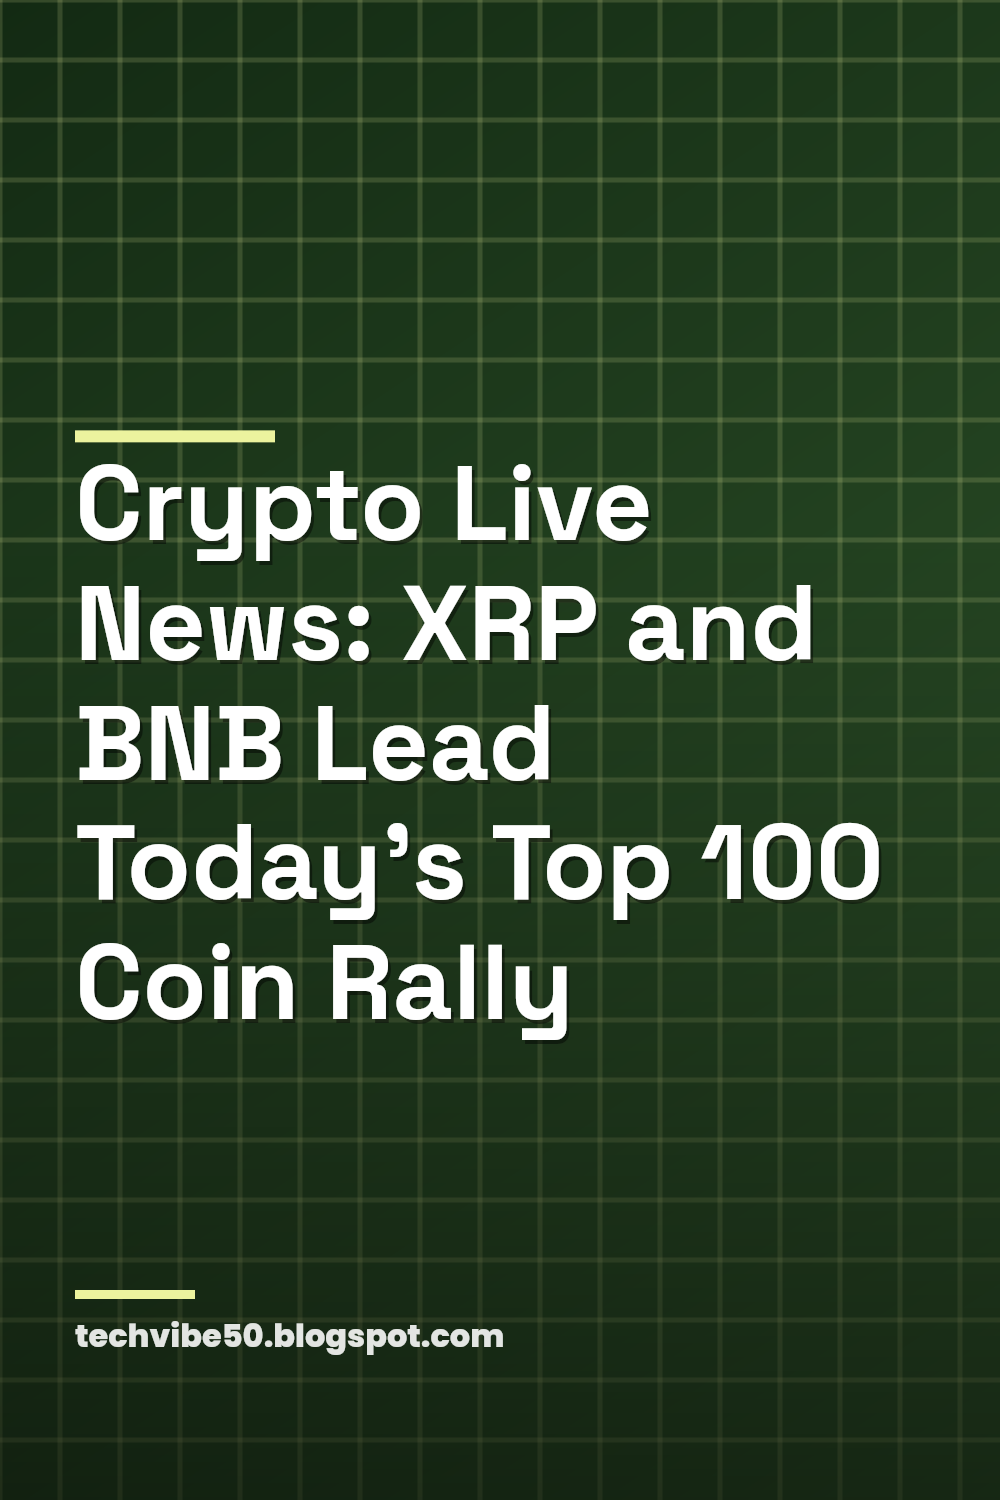 Crypto Live
News: XRP and
BNB Lead
Today’s Top 100
Coin Rally
techvibe50.blogspot.com